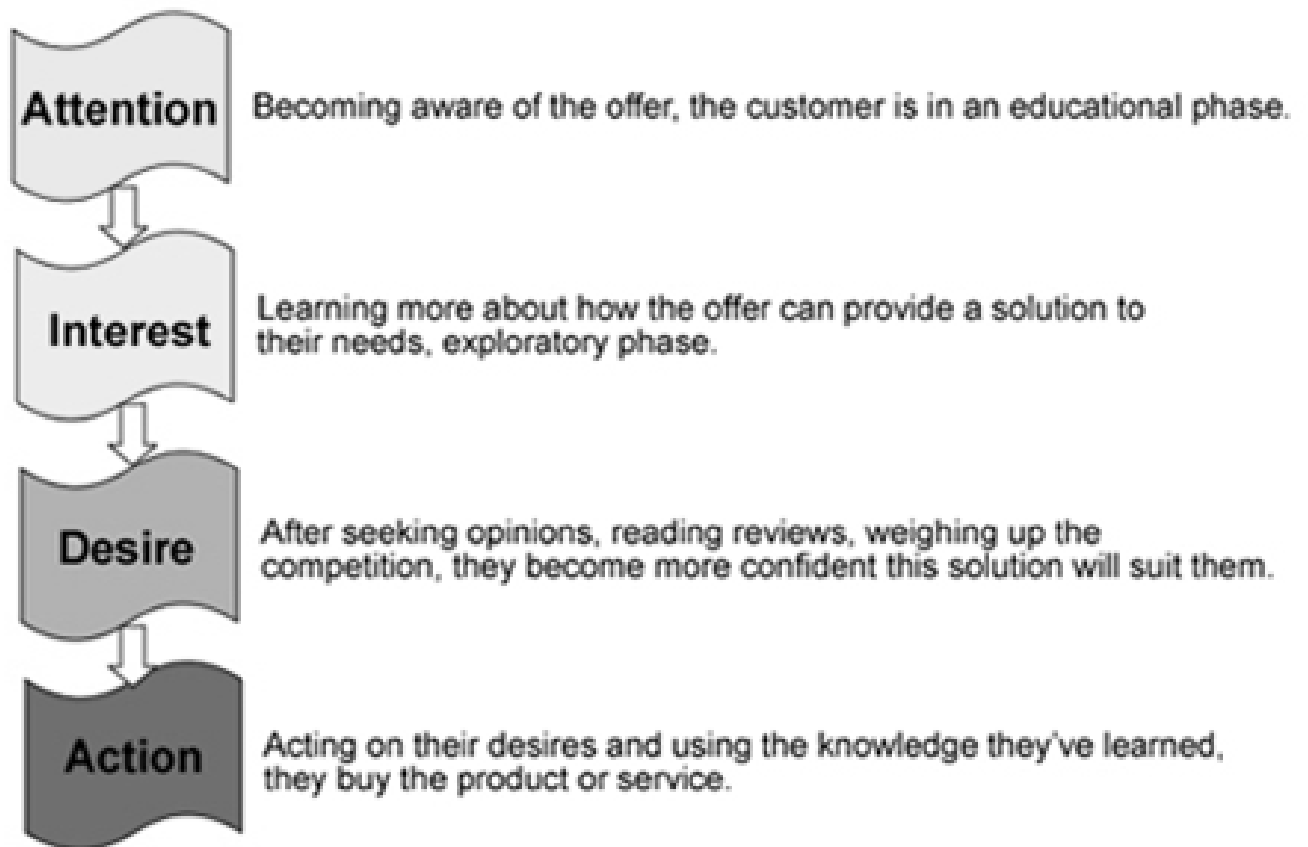 Attention
Becoming aware of the offer, the customer is in an educational phase.
Interest
Learning more about how the offer can provide a solution to
their needs, exploratory phase.
Desire
After seeking opinions, reading reviews, weighing up the
competition, they become more confident this solution will suit them.
Action
Acting on their desires and using the knowledge they've learned,
they buy the product or service.